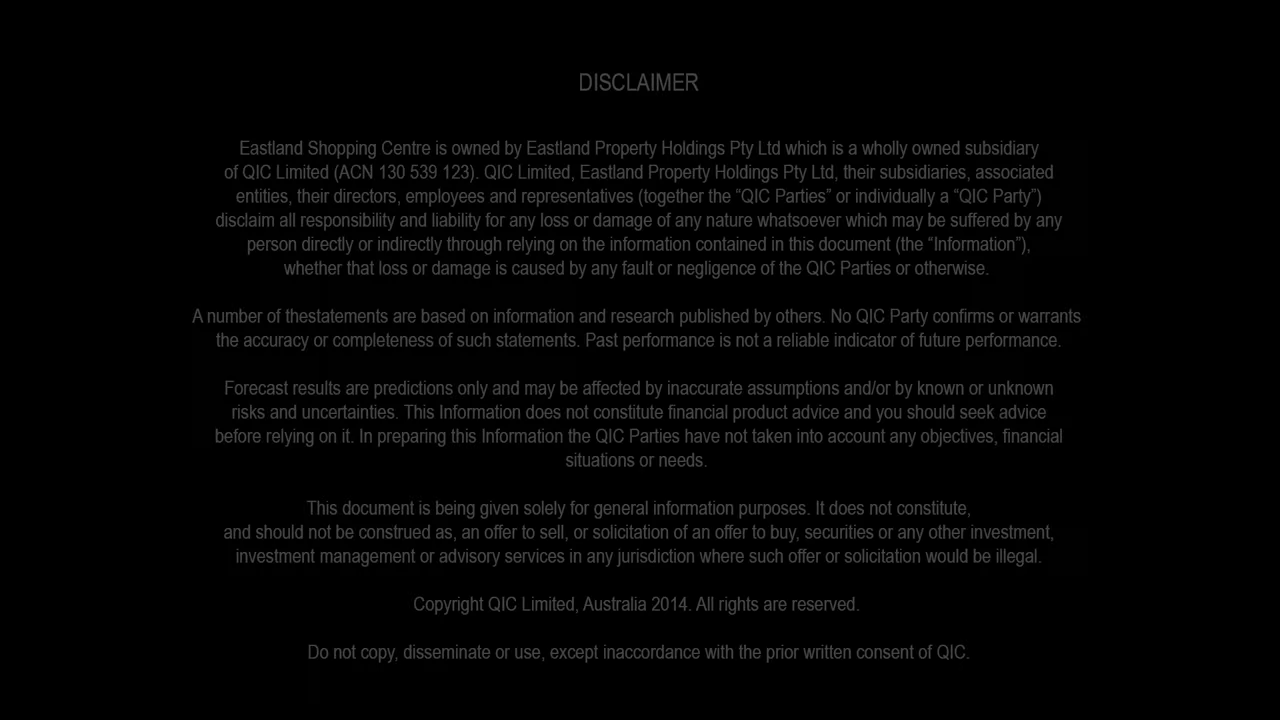 DISCLAIMER
Eastland Shopping Centre is owned by Eastland Property Holdings Pty Ltd which is a wholly owned subsidiary
of QIC Limited (ACN 130 539 123). QIC Limited, Eastland Property Holdings Pty Ltd, their subsidiaries, associated
entities, their directors, employees and representatives (together the “QIC Parties” or individually a “QIC Party”)
disclaim all responsibility and liability for any loss or damage of any nature whatsoever which may be suffered by any
person directly or indirectly through relying on the information contained in this document (the “Information”),
whether that loss or damage is caused by any fault or negligence of the QIC Parties or otherwise.
A number of thestatements are based on information and research published by others. No QIC Party confirms or warrants
the accuracy or completeness of such statements. Past performance is not a reliable indicator of future performance.
Forecast results are predictions only and may be affected by inaccurate assumptions and/or by known or unknown
risks and uncertainties. This Information does not constitute financial product advice and you should seek advice
before relying on it. In preparing this Information the QIC Parties have not taken into account any objectives, financial
situations or needs.
This document is being given solely for general information purposes. It does not constitute,
and should not be construed as, an offer to sell, or solicitation of an offer to buy, securities or any other investment,
investment management or advisory services in any jurisdiction where such offer or solicitation would be illegal.
Copyright QIC Limited, Australia 2014. All rights are reserved.
Do not copy, disseminate or use, except inaccordance with the prior written consent of QIC.